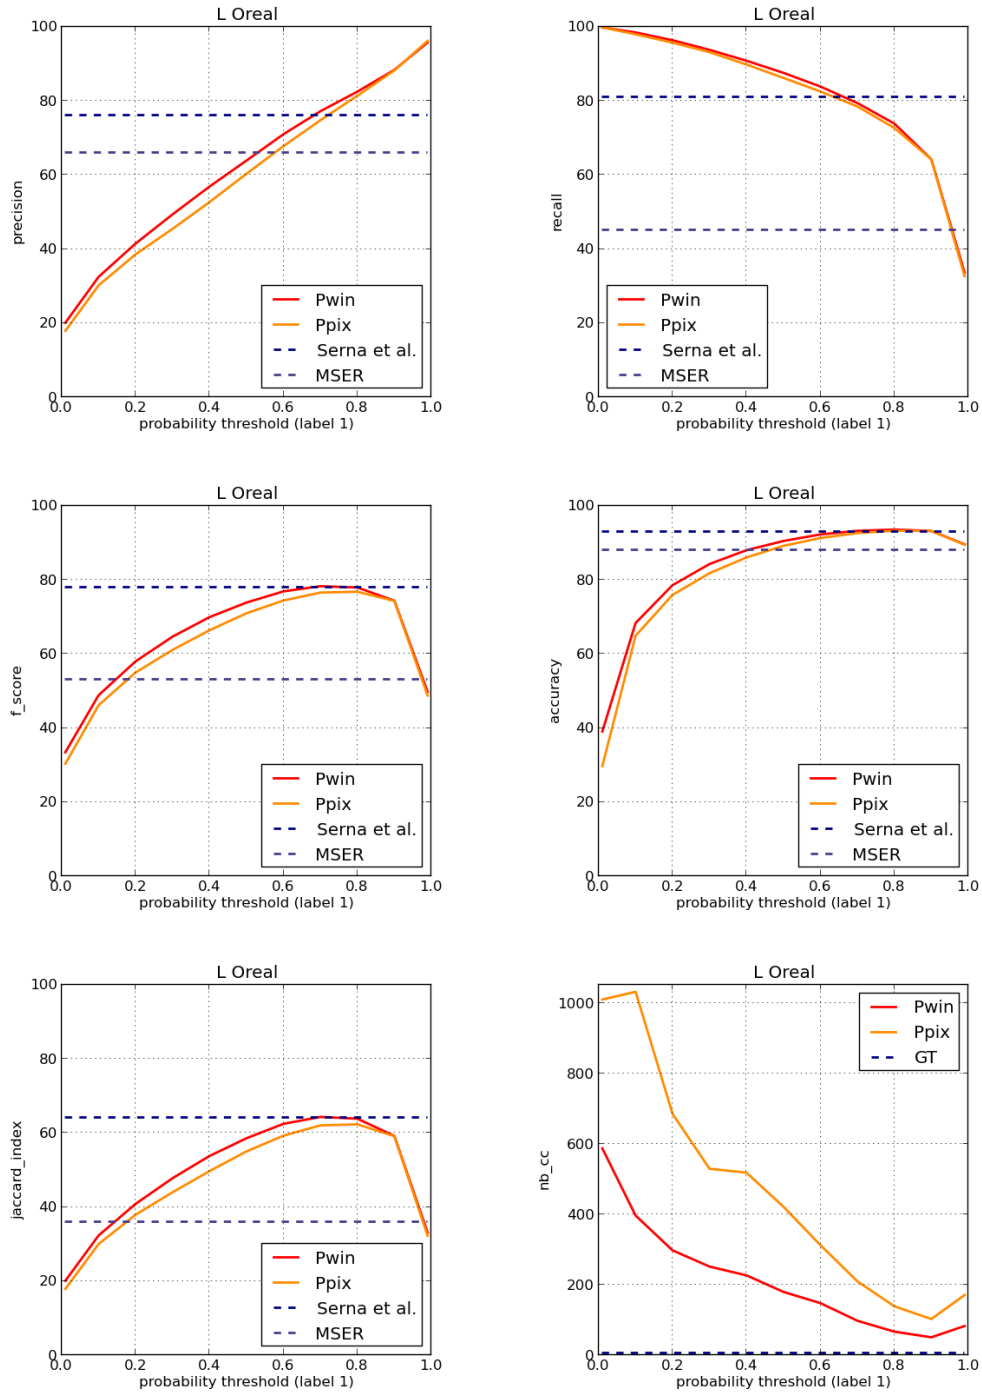 L Oreal
precision
100
80
60
40
20
0
Pwin
Ppix
Serna et al.
MSER
0.0 0.2 0.4 0.6 0.8 1.0
probability threshold (label 1)
L Oreal
recall
100
80
60
40
20
0
Pwin
Ppix
Serna et al.
MSER
0.0 0.2 0.4 0.6 0.8 1.0
probability threshold (label 1)
L Oreal
f_score
100
80
60
40
20
0
Pwin
Ppix
Serna et al.
MSER
0.0 0.2 0.4 0.6 0.8 1.0
probability threshold (label 1)
L Oreal
accuracy
100
80
60
40
20
0
Pwin
Ppix
Serna et al.
MSER
0.0 0.2 0.4 0.6 0.8 1.0
probability threshold (label 1)
L Oreal
jaccard_index
100
80
60
40
20
0
Pwin
Ppix
Serna et al.
MSER
0.0 0.2 0.4 0.6 0.8 1.0
probability threshold (label 1)
L Oreal
nb_cc
1000
800
600
400
200
0
Pwin
Ppix
GT
0.0 0.2 0.4 0.6 0.8 1.0
probability threshold (label 1)